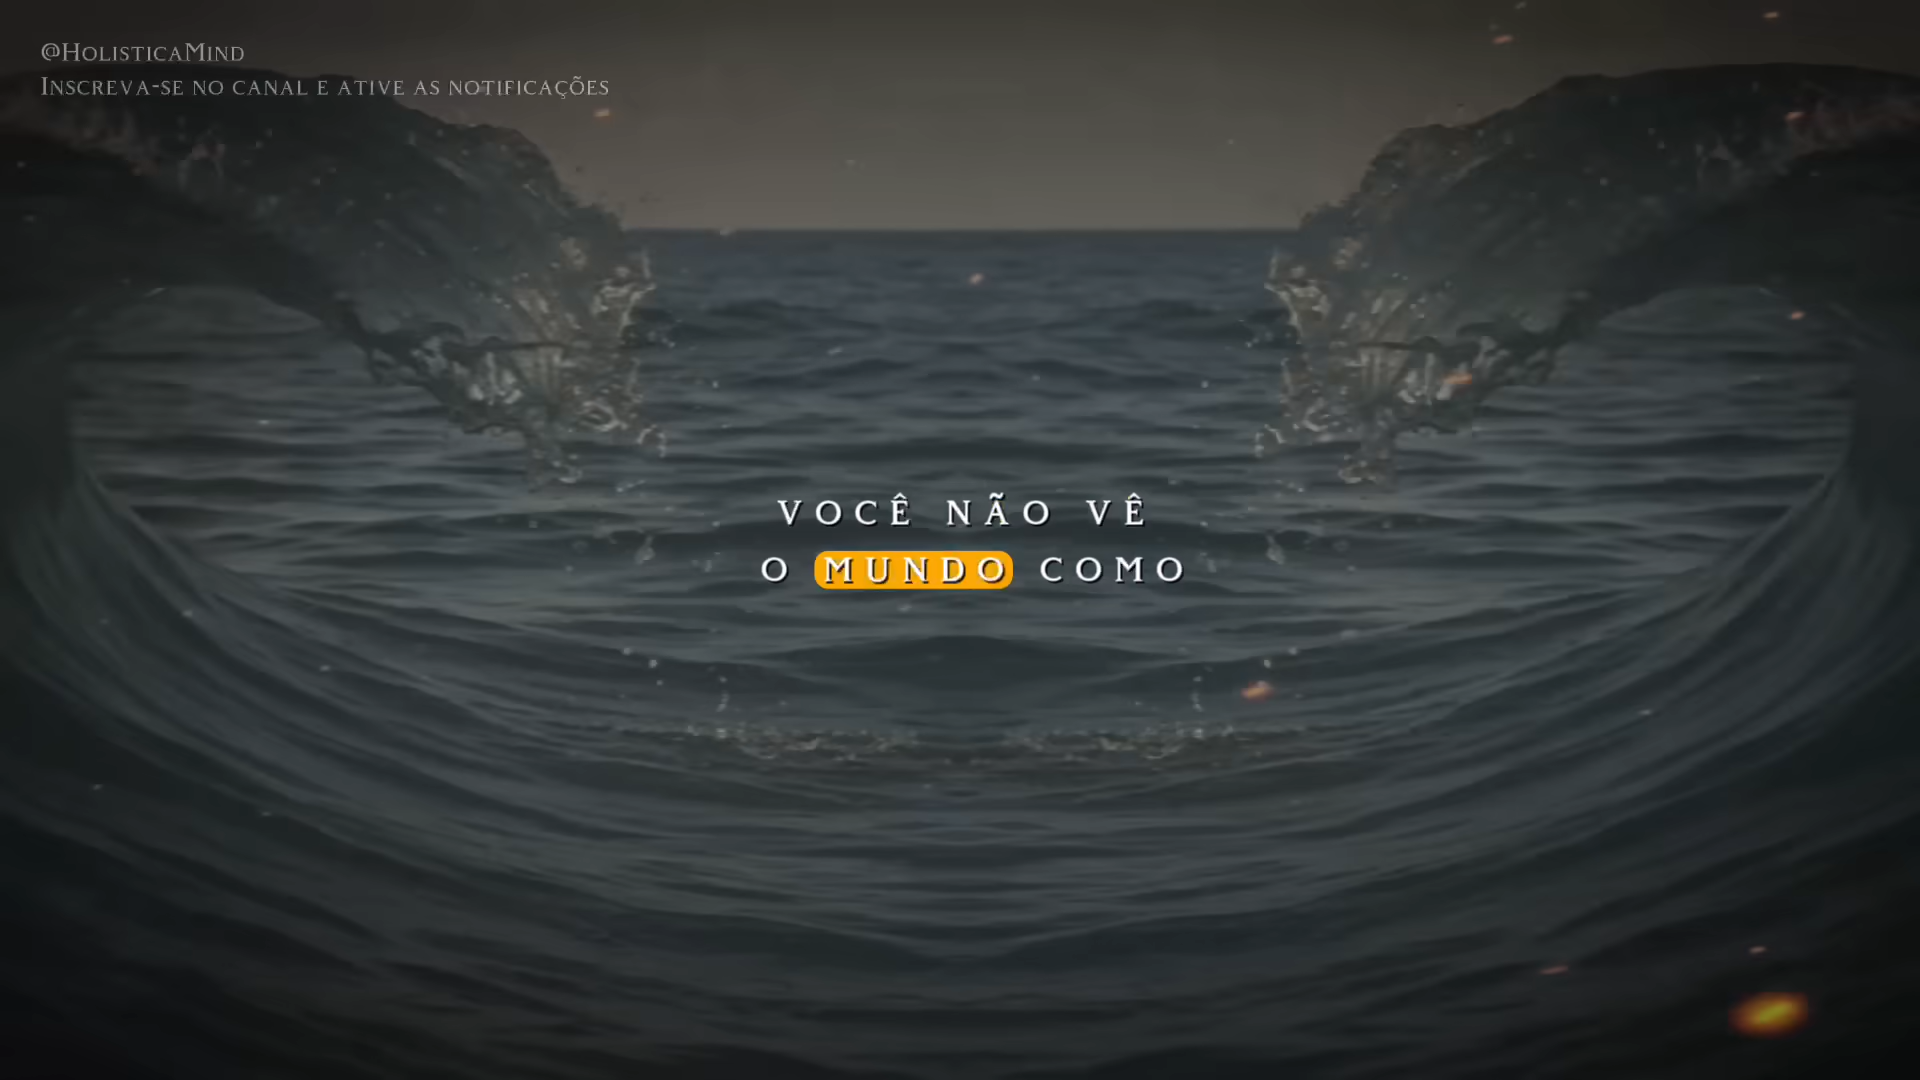 @HolisticaMind
Inscreva-se no canal e ative as notificações
VOCÊ NÃO VÊ
O MUNDO COMO